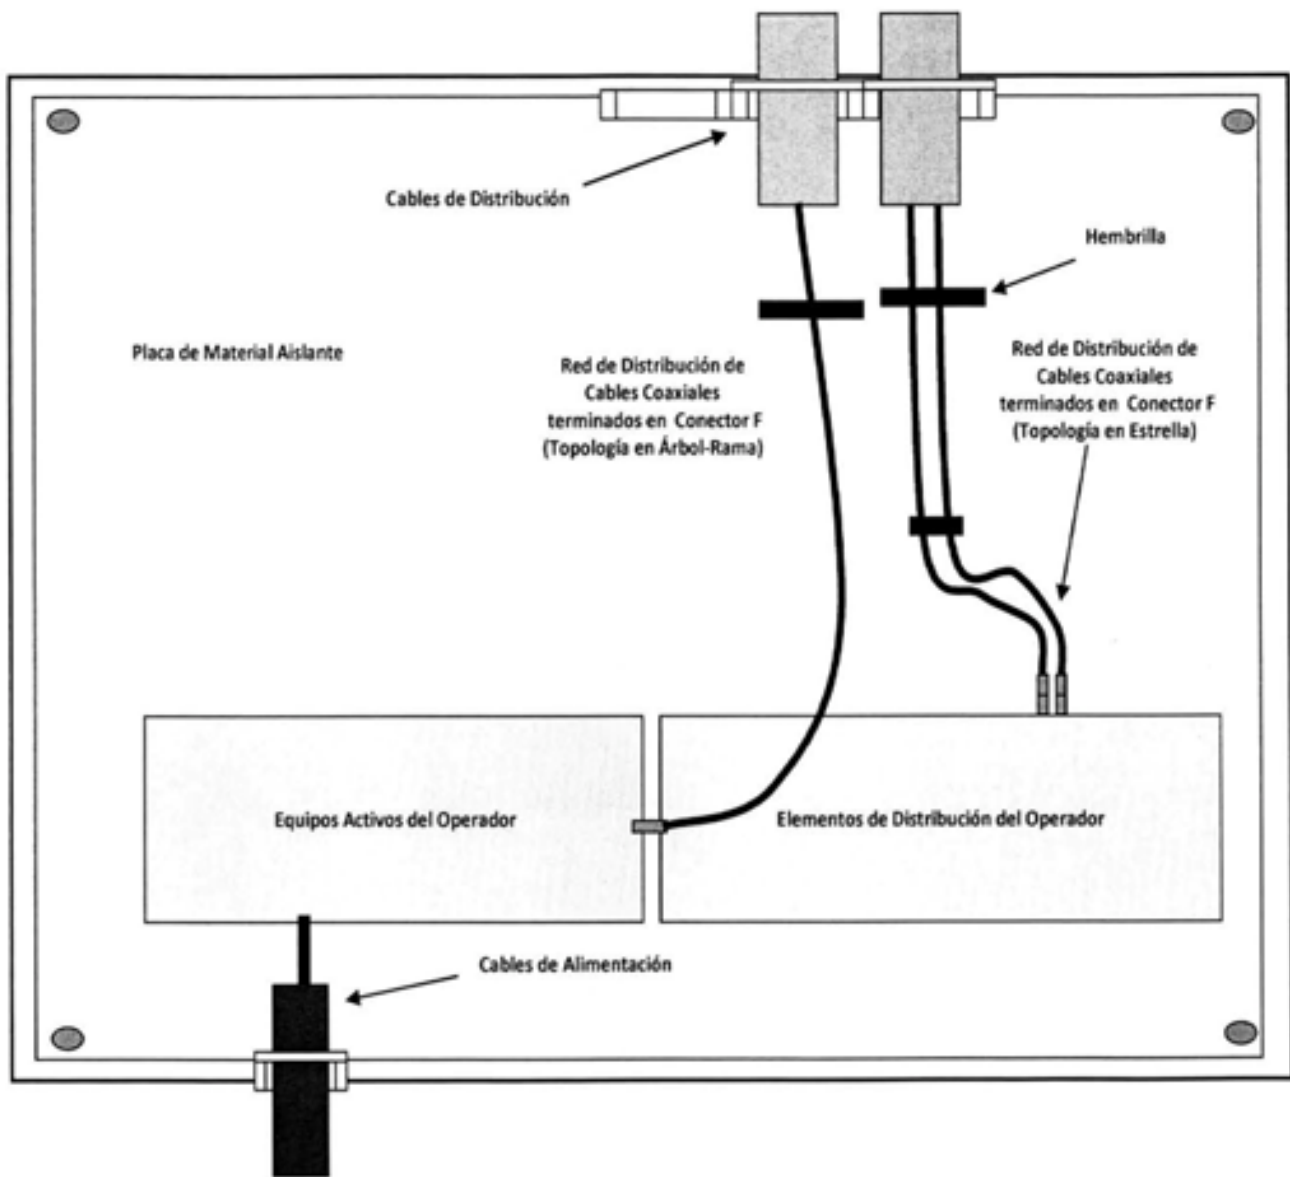 Cables de Distribución
Hembrilla
Placa de Material Aislante
Red de Distribución de
Cables Coaxiales
terminados en Conector F
(Topología en Árbol-Rama)
Red de Distribución de
Cables Coaxiales
terminados en Conector F
(Topología en Estrella)
Equipos Activos del Operador
Elementos de Distribución del Operador
Cables de Alimentación